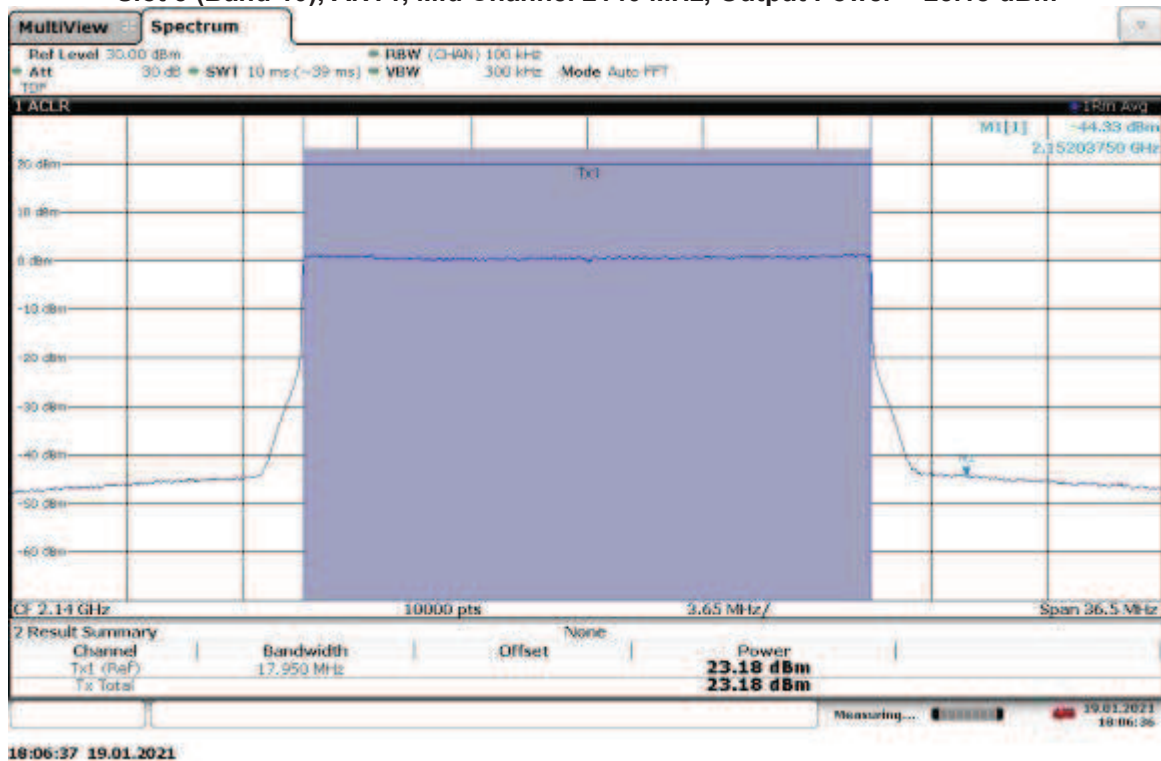 MultiView Spectrum
Ref Level 30.00 dBm RBW (CHAN) 100 kHz
Att 30 dB SWT 10 ms (~39 ms) VBW 300 kHz Mode Auto FFT
TDF
1 ACLR 1Rm Avg
M1[1] -44.33 dBm
2.15203750 GHz
Tx1
20 dBm
10 dBm
0 dBm
-10 dBm
-20 dBm
-30 dBm
-40 dBm
M1
-50 dBm
-60 dBm
CF 2.14 GHz 10000 pts 3.65 MHz/ Span 36.5 MHz
2 Result Summary None
Channel Bandwidth Offset Power
Tx1 (Ref) 17.950 MHz 23.18 dBm
Tx Total 23.18 dBm
Measuring... 19.01.2021
18:06:36
18:06:37 19.01.2021